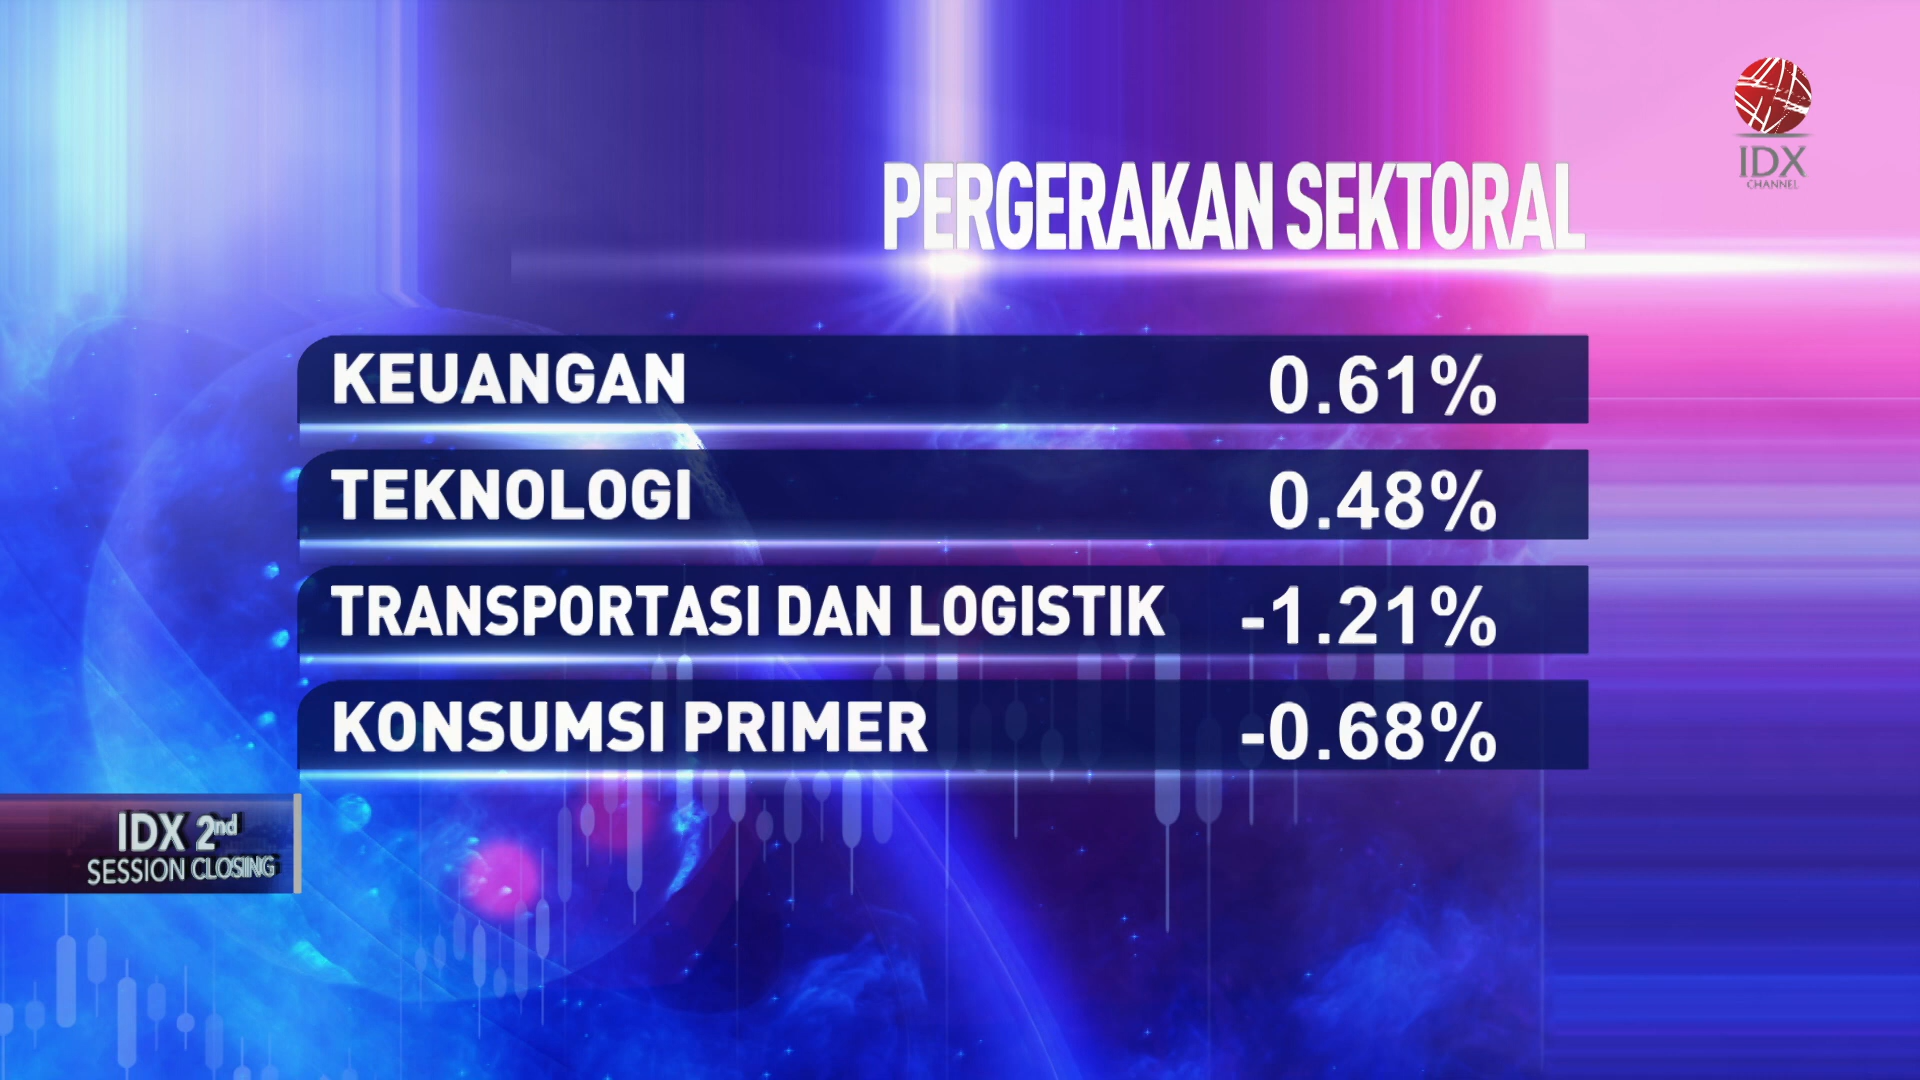 IDX
CHANNEL
PERGERAKAN SEKTORAL
KEUANGAN 0.61%
TEKNOLOGI 0.48%
TRANSPORTASI DAN LOGISTIK -1.21%
KONSUMSI PRIMER -0.68%
IDX 2nd
SESSION CLOSING